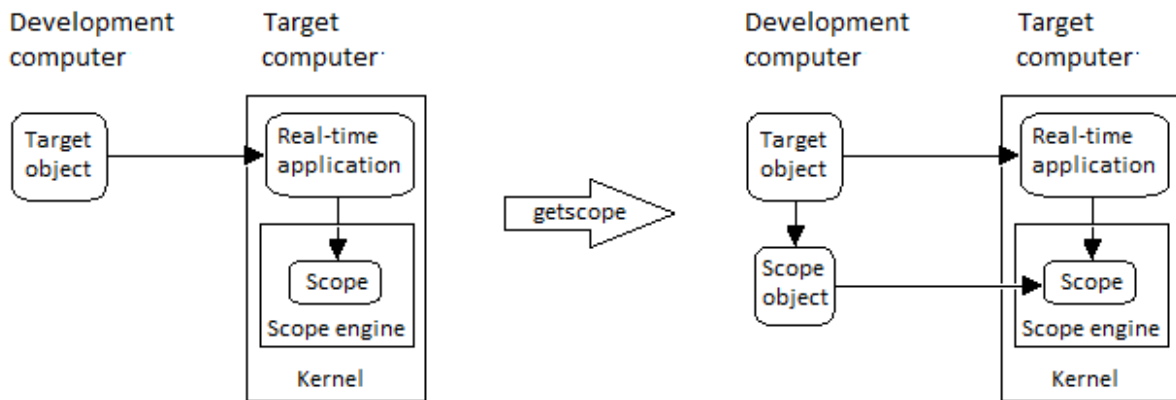 Development
computer
Target
computer
Target
object
Real-time
application
Scope
Scope engine
Kernel
getscope
Development
computer
Target
computer
Target
object
Real-time
application
Scope
object
Scope
Scope engine
Kernel